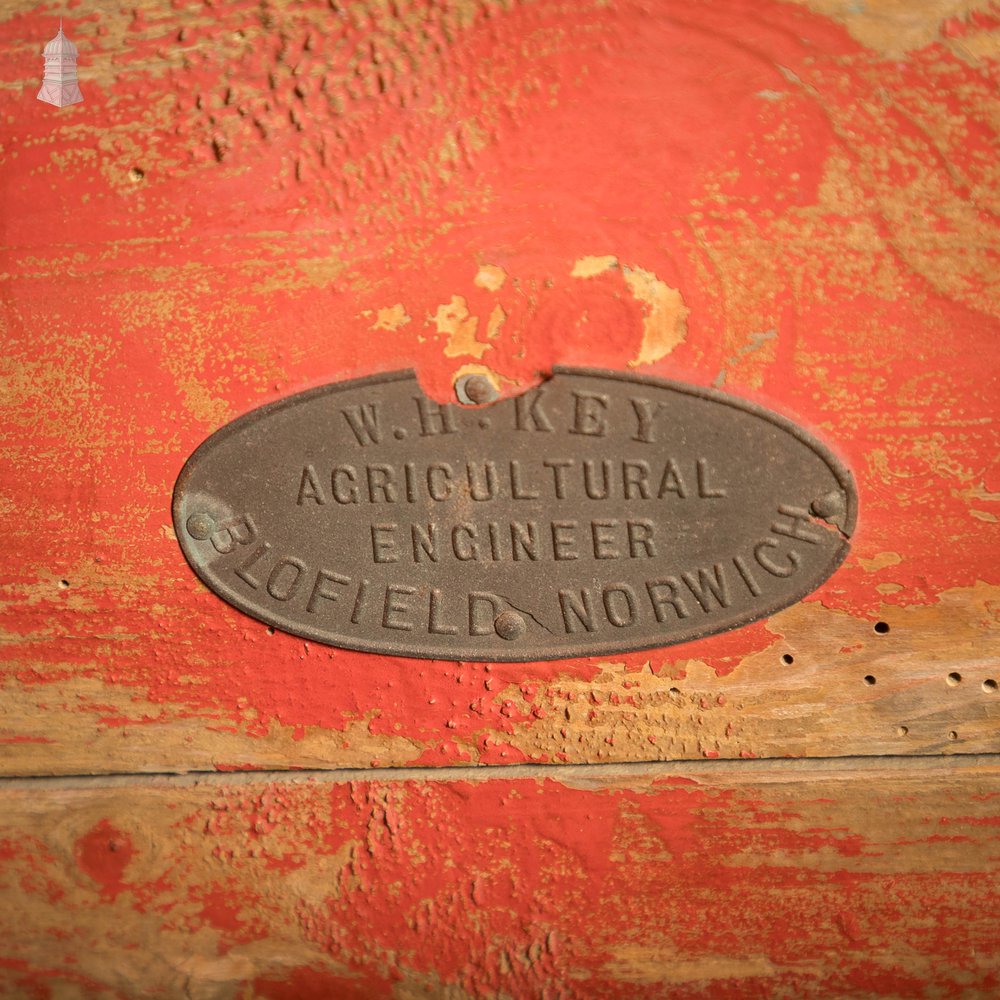 W. H. KEY
AGRICULTURAL
ENGINEER
BLOFIELD NORWICH